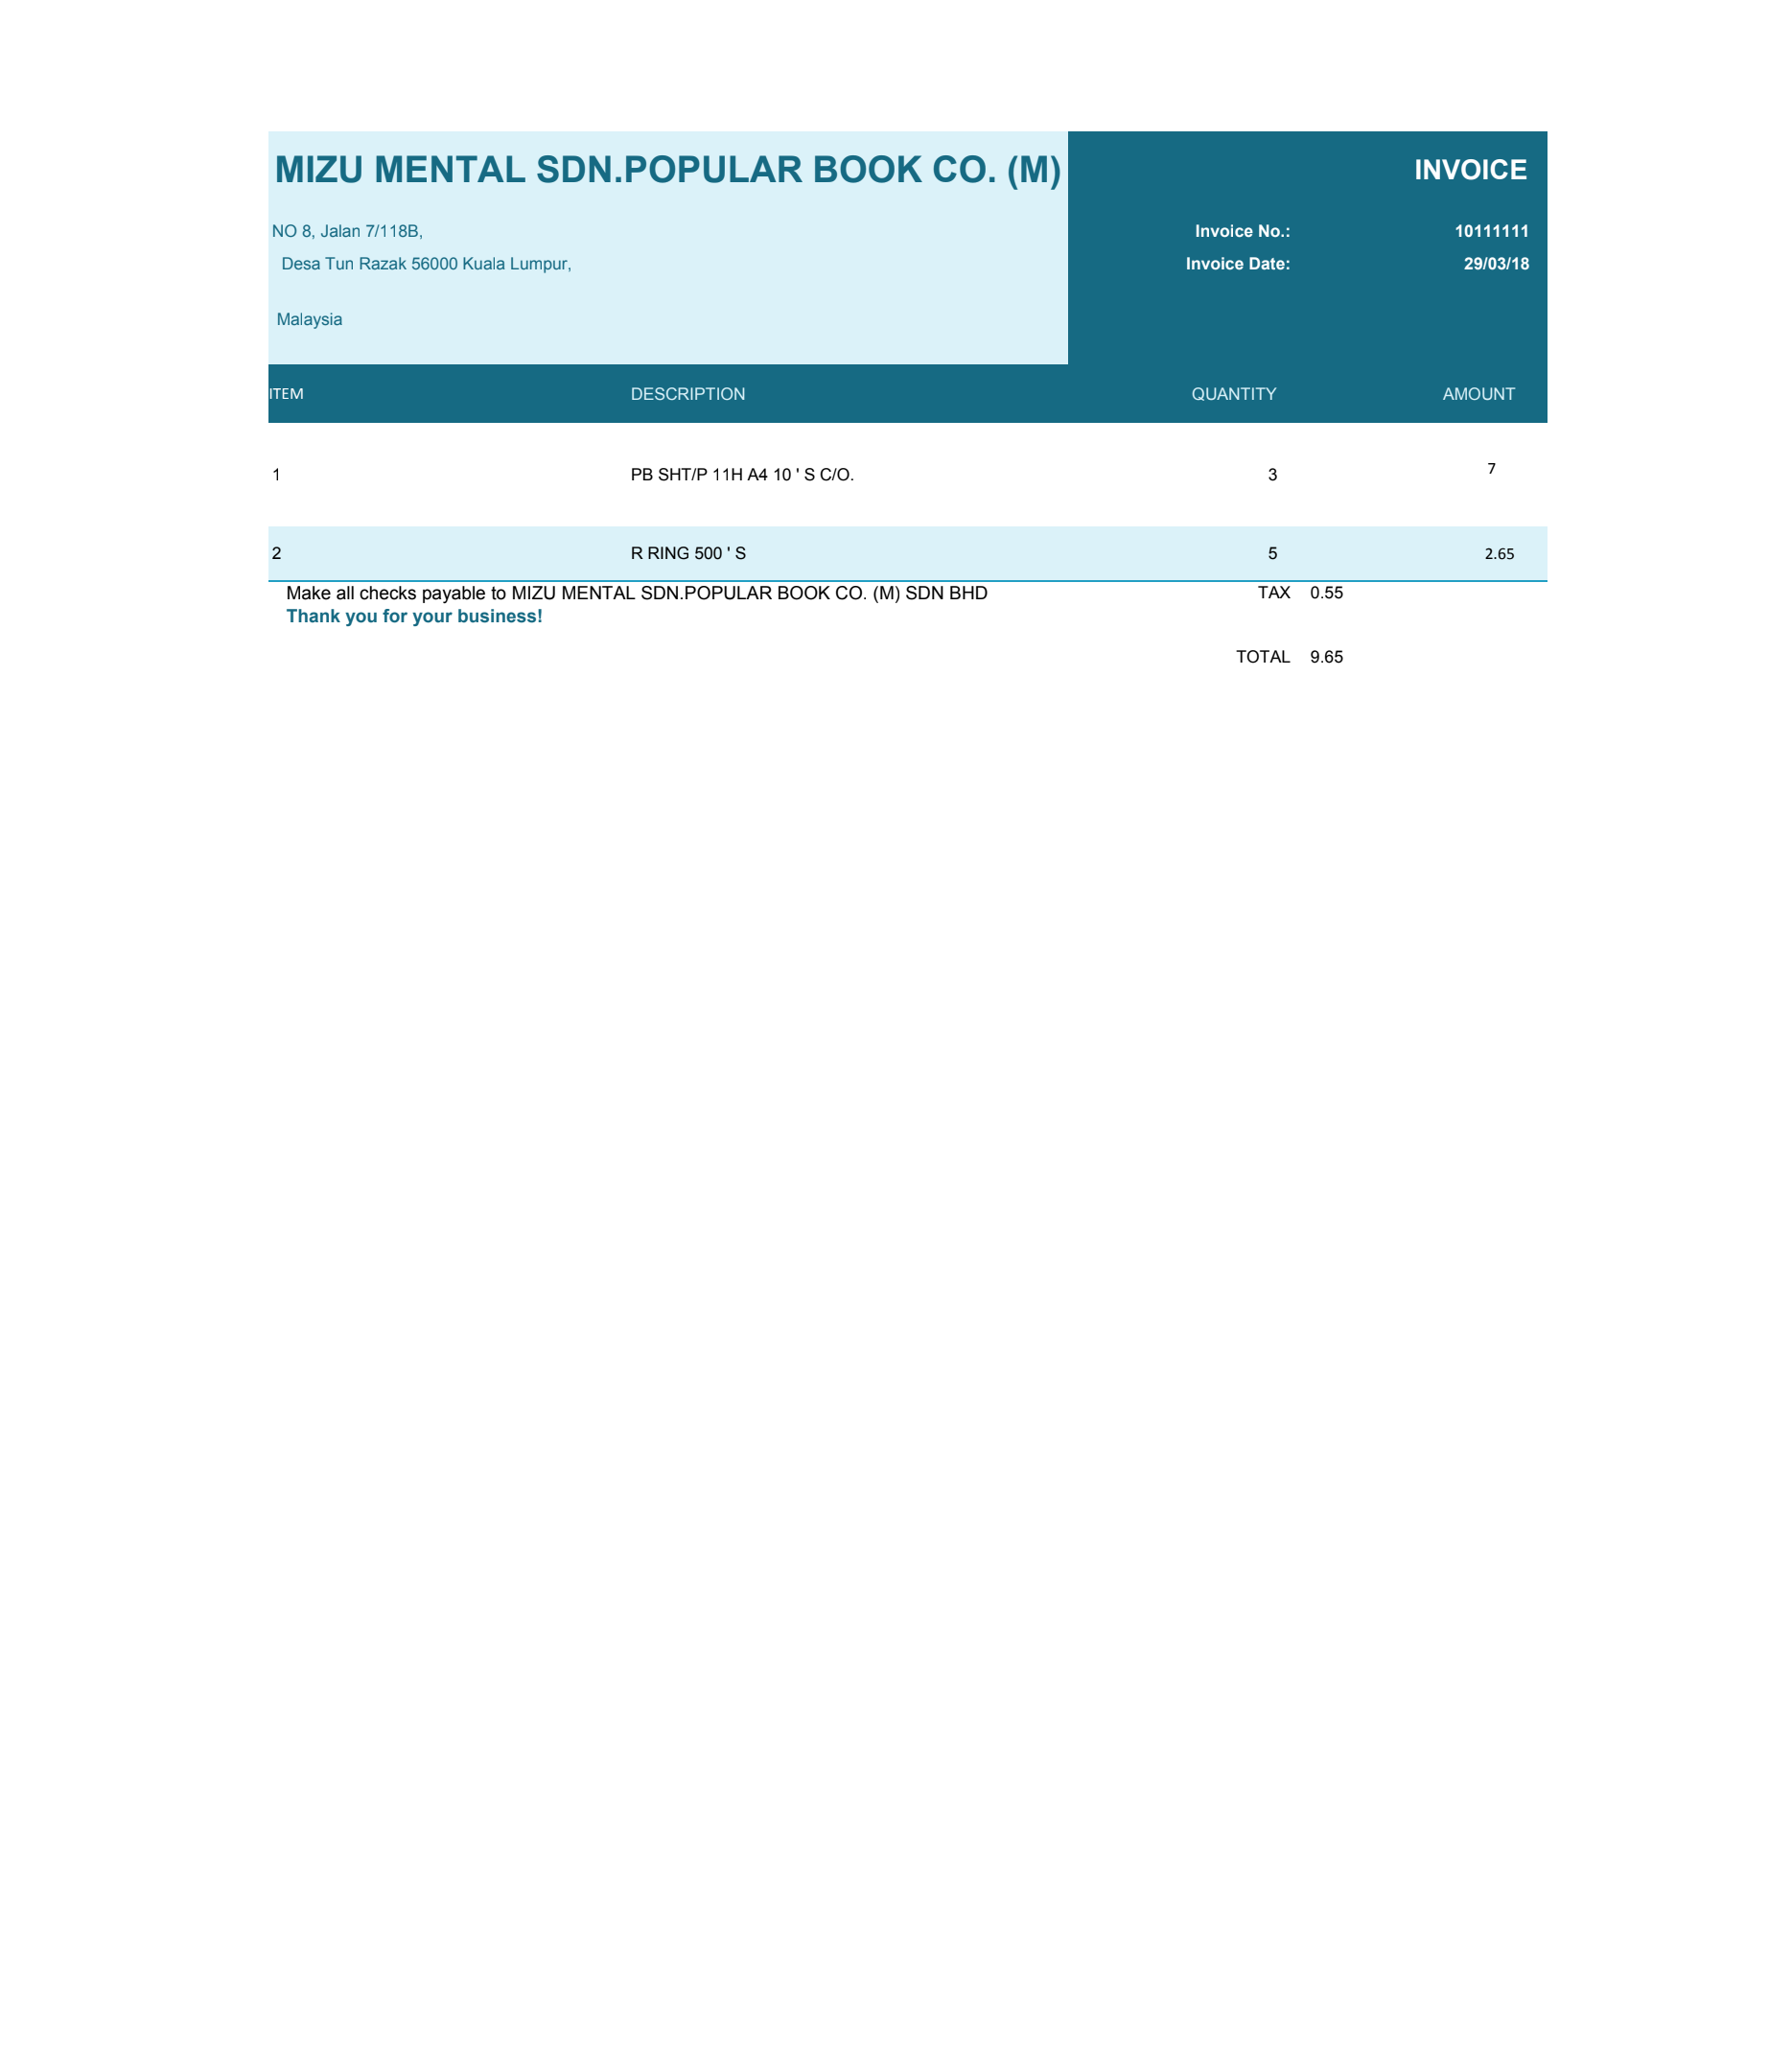 MIZU MENTAL SDN.POPULAR BOOK CO. (M)
INVOICE
NO 8, Jalan 7/118B,
Invoice No.: 10111111
Desa Tun Razak 56000 Kuala Lumpur,
Invoice Date: 29/03/18
Malaysia
ITEM DESCRIPTION QUANTITY AMOUNT
1 PB SHT/P 11H A4 10 ' S C/O. 3 7
2 R RING 500 ' S 5 2.65
Make all checks payable to MIZU MENTAL SDN.POPULAR BOOK CO. (M) SDN BHD
TAX 0.55
Thank you for your business!
TOTAL 9.65